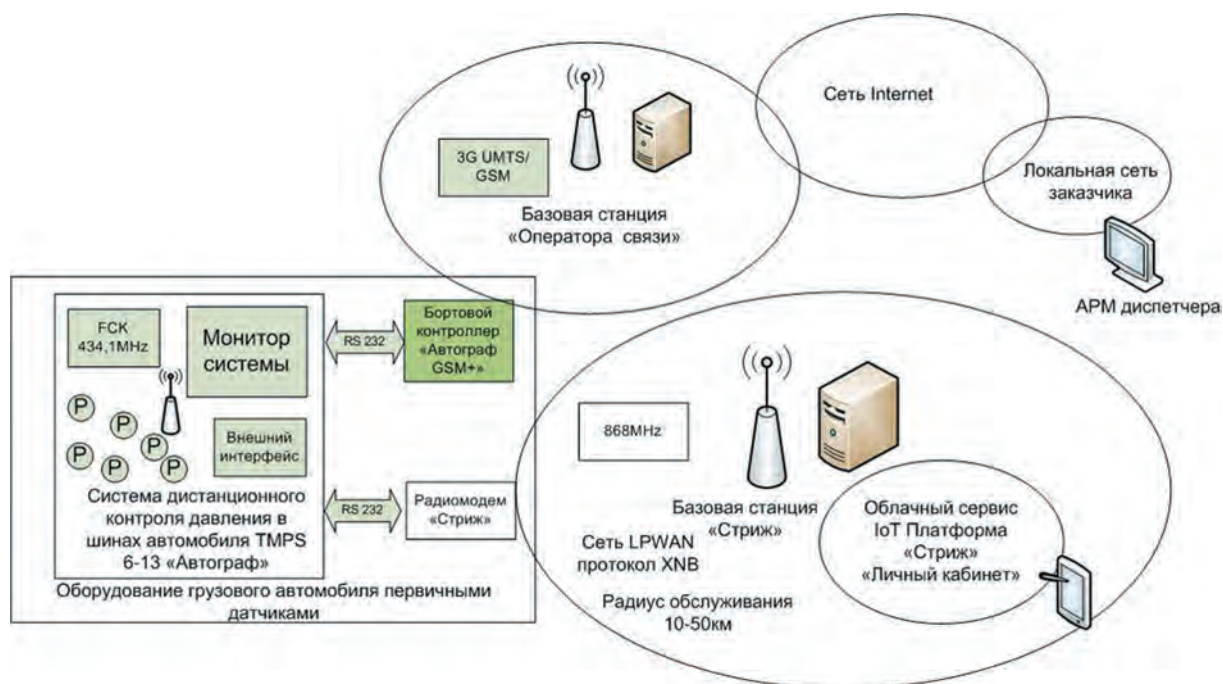 Сеть Internet
3G UMTS/
GSM
Базовая станция
«Оператора связи»
Локальная сеть
заказчика
АРМ диспетчера
FCK
434,1MHz
Монитор
системы
RS 232
Бортовой
контроллер
«Автограф
GSM+»
P
P
P
P
P
P
Внешний
интерфейс
Система дистанционного
контроля давления в
шинах автомобиля TMPS
6-13 «Автограф»
RS 232
Радиомодем
«Стриж»
Оборудование грузового автомобиля первичными
датчиками
868MHz
Базовая станция
«Стриж»
Сеть LPWAN
протокол XNB
Радиус обслуживания
10-50км
Облачный сервис
IoT Платформа
«Стриж»
«Личный кабинет»